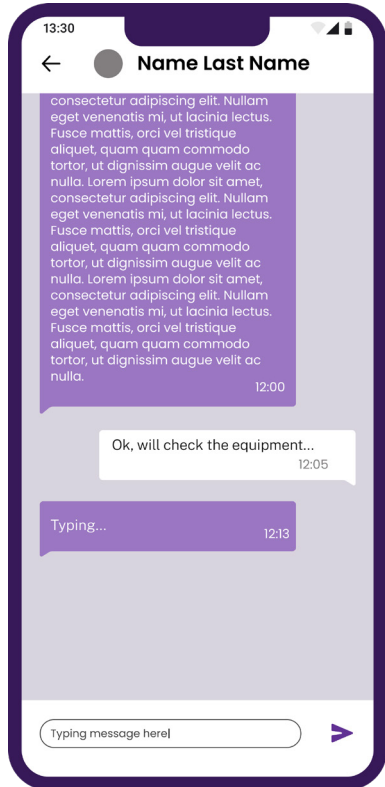 13:30
Name Last Name
consectetur adipiscing elit. Nullam
eget venenatis mi, ut lacinia lectus.
Fusce mattis, orci vel tristique
aliquet, quam quam commodo
tortor, ut dignissim augue velit ac
nulla. Lorem ipsum dolor sit amet,
consectetur adipiscing elit. Nullam
eget venenatis mi, ut lacinia lectus.
Fusce mattis, orci vel tristique
aliquet, quam quam commodo
tortor, ut dignissim augue velit ac
nulla. Lorem ipsum dolor sit amet,
consectetur adipiscing elit. Nullam
eget venenatis mi, ut lacinia lectus.
Fusce mattis, orci vel tristique
aliquet, quam quam commodo
tortor, ut dignissim augue velit ac
nulla.
12:00
Ok, will check the equipment...
12:05
Typing...
12:13
Typing message here